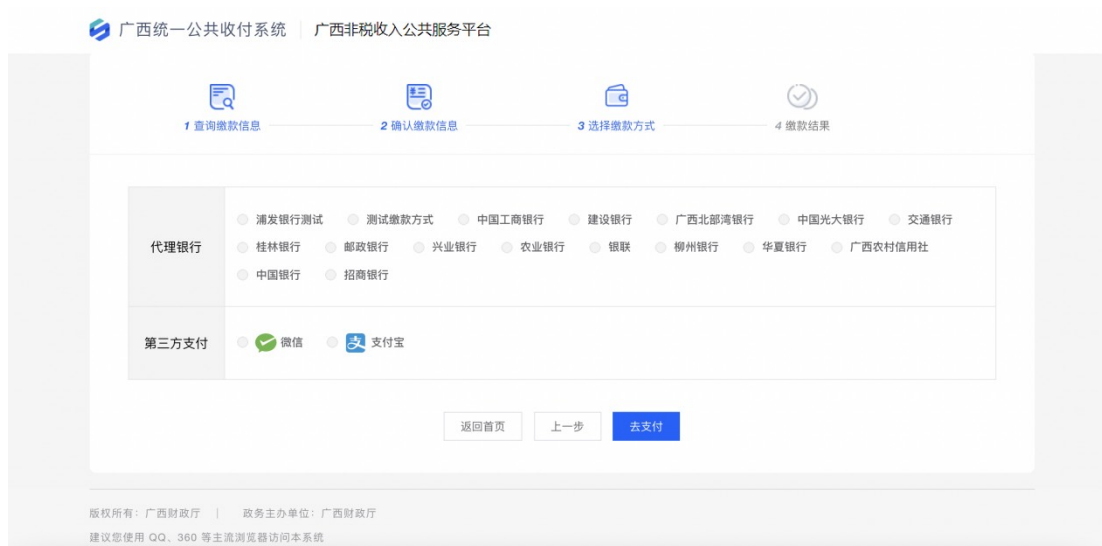 广西统一公共收付系统 广西非税收入公共服务平台
1 查询缴款信息 2 确认缴款信息 3 选择缴款方式 4 缴款结果
浦发银行测试 测试缴款方式 中国工商银行 建设银行 广西北部湾银行 中国光大银行 交通银行
代理银行 桂林银行 邮政银行 兴业银行 农业银行 银联 柳州银行 华夏银行 广西农村信用社
中国银行 招商银行
第三方支付 微信 支 支付宝
返回首页 上一步 去支付
版权所有：广西财政厅 | 政务主办单位：广西财政厅
建议您使用 QQ、360 等主流浏览器访问本系统